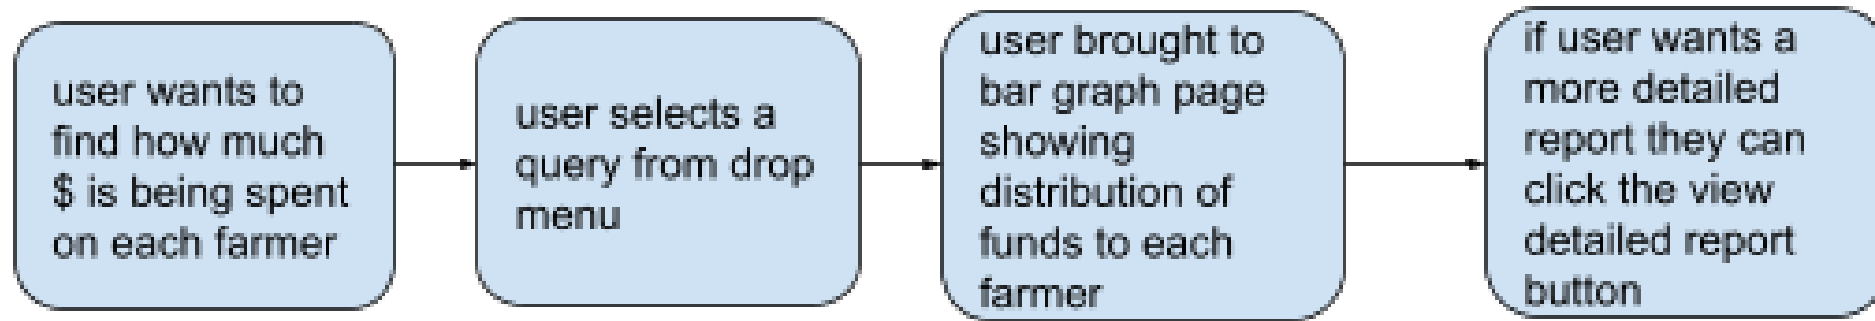 user wants to
find how much
$ is being spent
on each farmer
user selects a
query from drop
menu
user brought to
bar graph page
showing
distribution of
funds to each
farmer
if user wants a
more detailed
report they can
click the view
detailed report
button